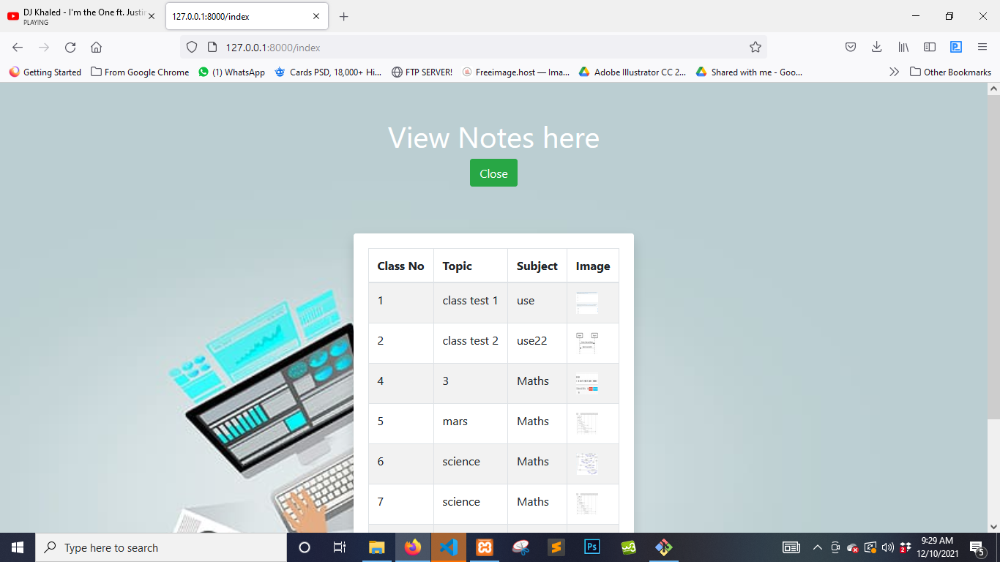 DJ Khaled - I'm the One ft. Justin
PLAYING
127.0.0.1:8000/index
127.0.0.1:8000/index
Getting Started From Google Chrome (1) WhatsApp Cards PSD, 18,000+ Hi... FTP SERVER! Freeimage.host — Ima... Adobe Illustrator CC 2... Shared with me - Goo... Other Bookmarks
View Notes here
Close
Class No Topic Subject Image
1 class test 1 use
2 class test 2 use22
4 3 Maths
5 mars Maths
6 science Maths
7 science Maths
Type here to search
Ps
9:29 AM
12/10/2021
5